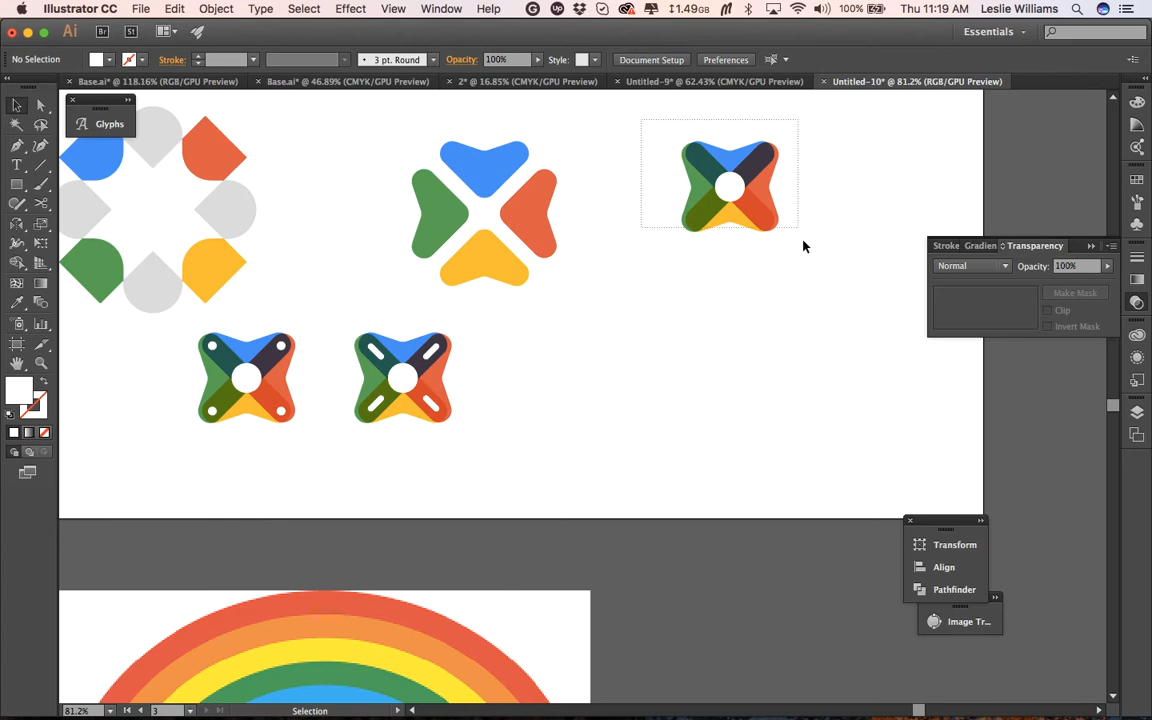 Illustrator CC File Edit Object Type Select Effect View Window Help 1.49GB 100% Thu 11:19 AM Leslie Williams
Ai Br St Essentials
No Selection Stroke: 3 pt. Round Opacity: 100% Style: Document Setup Preferences
Base.ai* @ 118.16% (RGB/GPU Preview) Base.ai* @ 46.89% (CMYK/GPU Preview) 2* @ 16.85% (CMYK/GPU Preview) Untitled-9* @ 62.43% (CMYK/GPU Preview) Untitled-10* @ 81.2% (RGB/GPU Preview)
Glyphs
Stroke Gradien Transparency
Normal Opacity: 100%
Make Mask
Clip
Invert Mask
Transform
Align
Pathfinder
Image Tr...
81.2% 3 Selection